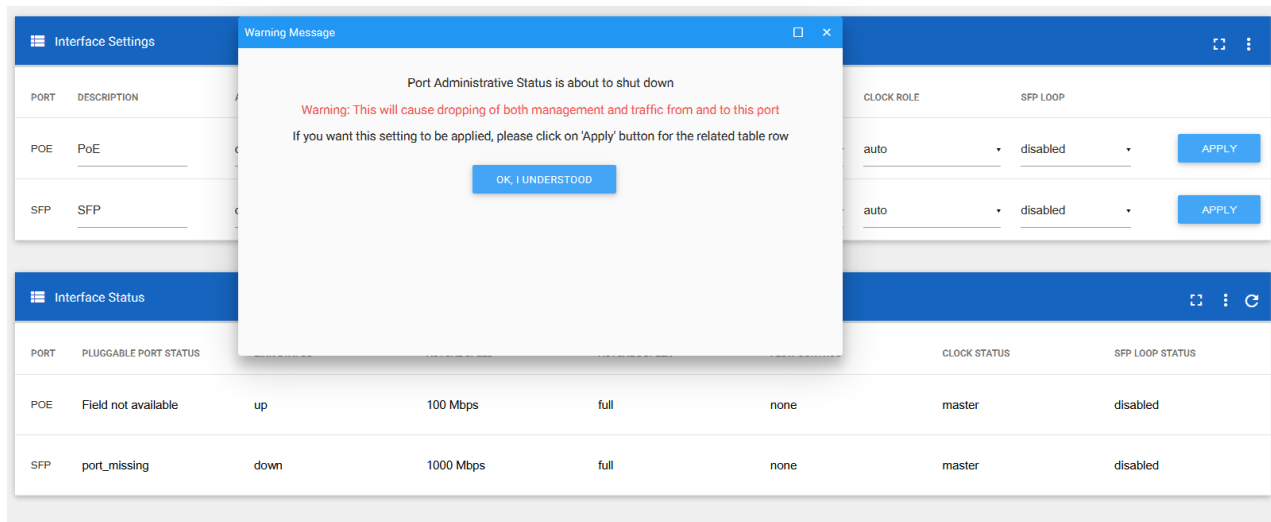 Interface Settings
Warning Message
Port Administrative Status is about to shut down
Warning: This will cause dropping of both management and traffic from and to this port
If you want this setting to be applied, please click on 'Apply' button for the related table row
OK, I UNDERSTOOD
PORT DESCRIPTION CLOCK ROLE SFP LOOP
POE PoE auto disabled APPLY
SFP SFP auto disabled APPLY
Interface Status
PORT PLUGGABLE PORT STATUS CLOCK STATUS SFP LOOP STATUS
POE Field not available up 100 Mbps full none master disabled
SFP port_missing down 1000 Mbps full none master disabled